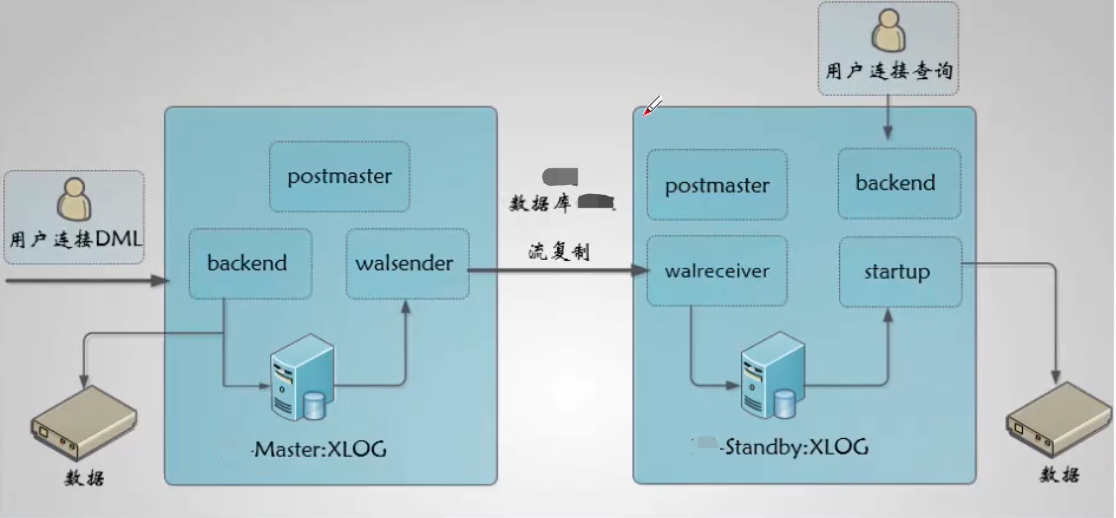 用户连接查询
postmaster
postmaster
backend
数据库
用户连接DML
backend
walsender
流复制
walreceiver
startup
-Master:XLOG
-Standby:XLOG
数据
数据